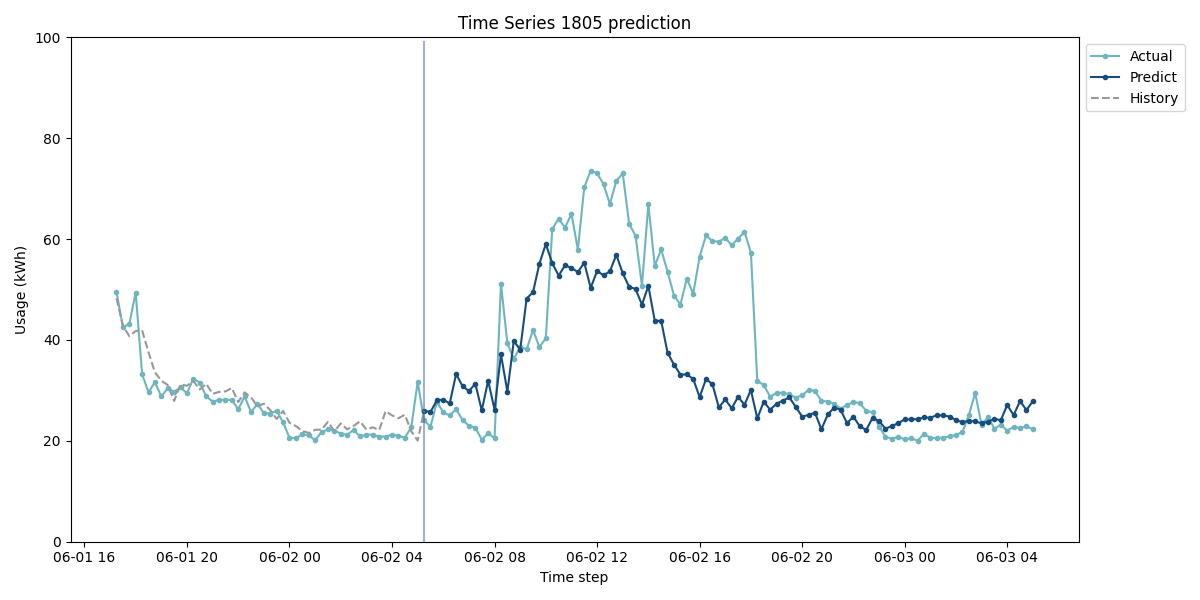 Time Series 1805 prediction
100
80
60
40
20
0
Usage (kWh)
06-01 16
06-01 20
06-02 00
06-02 04
06-02 08
06-02 12
06-02 16
06-02 20
06-03 00
06-03 04
Time step
Actual
Predict
History